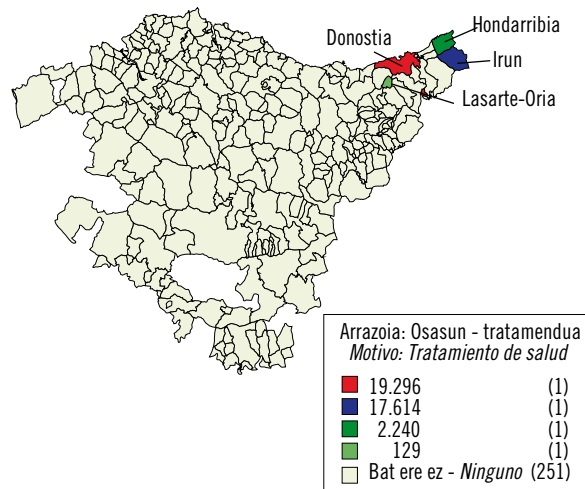 Hondarribia
Donostia
Irun
Lasarte-Oria
Arrazoia: Osasun - tratamendua
Motivo: Tratamiento de salud
19.296 (1)
17.614 (1)
2.240 (1)
129 (1)
Bat ere ez - Ninguno (251)